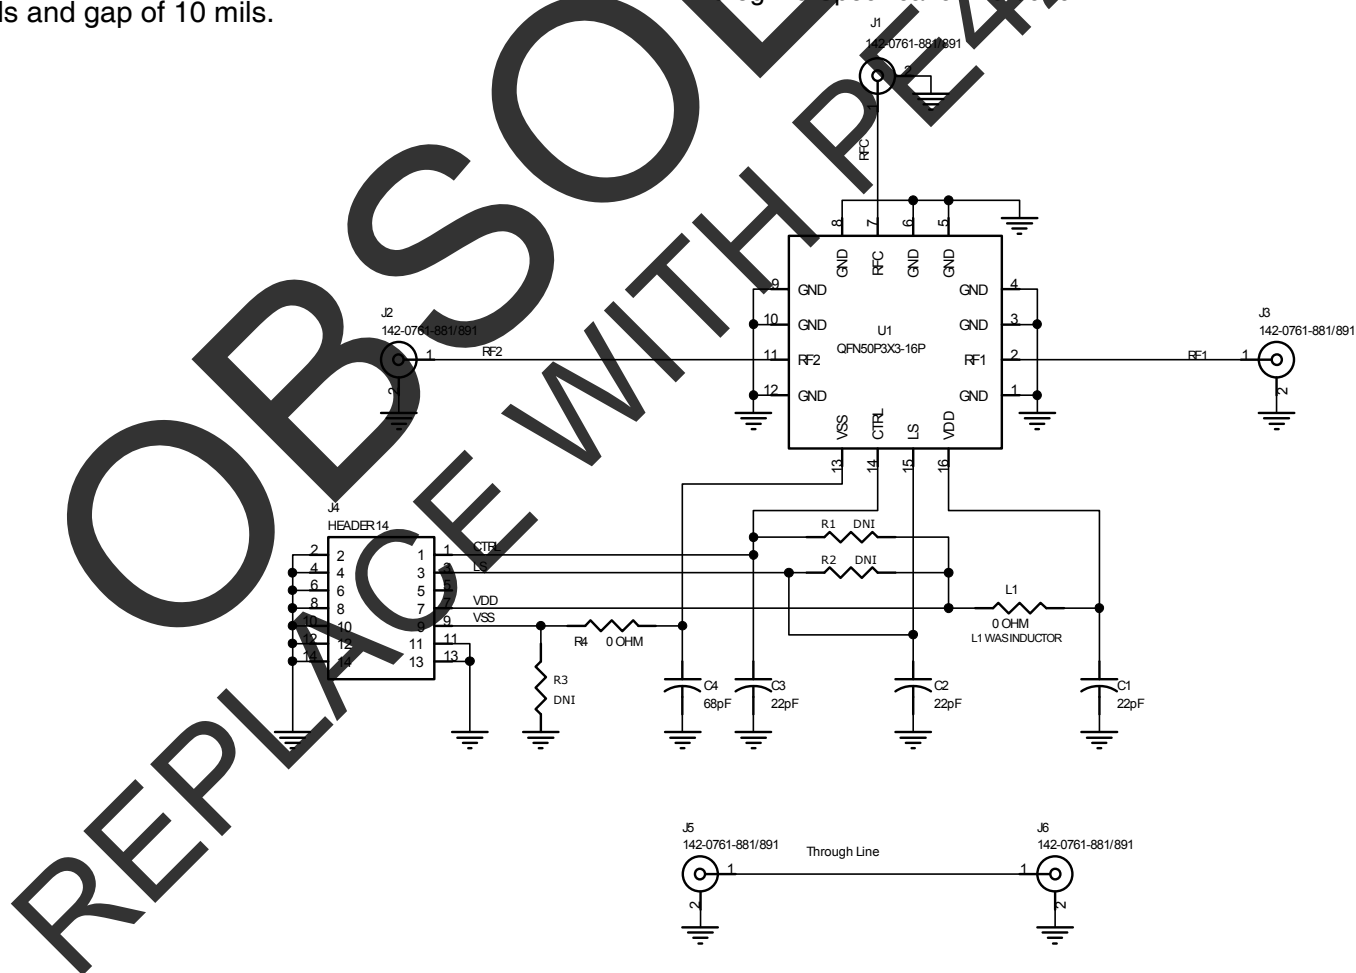 ls and gap of 10 mils.
J1
142-0761-881/891
2
1
RFC
8
7
6
5
GND
RFC
GND
GND
9
GND
GND
4
10
GND
GND
3
U1
QFN50P3X3-16P
11
RF2
RF1
2
12
GND
GND
1
VSS
CTRL
LS
VDD
13
14
15
16
J2
142-0761-881/891
1
RF2
2
J3
142-0761-881/891
RF1
1
2
J4
HEADER 14
2 2 1 1 CTRL
4 4 3 3 LS
6 6 5 5
8 8 7 7 VDD
10 10 9 9 VSS
12 12 11 11
14 14 13 13
R1 DNI
R2 DNI
L1
0 OHM
L1 WAS INDUCTOR
R4 0 OHM
R3
DNI
C4
68pF
C3
22pF
C2
22pF
C1
22pF
J5
142-0761-881/891
1
2
Through Line
J6
142-0761-881/891
1
2
REPLACE WITH PE4